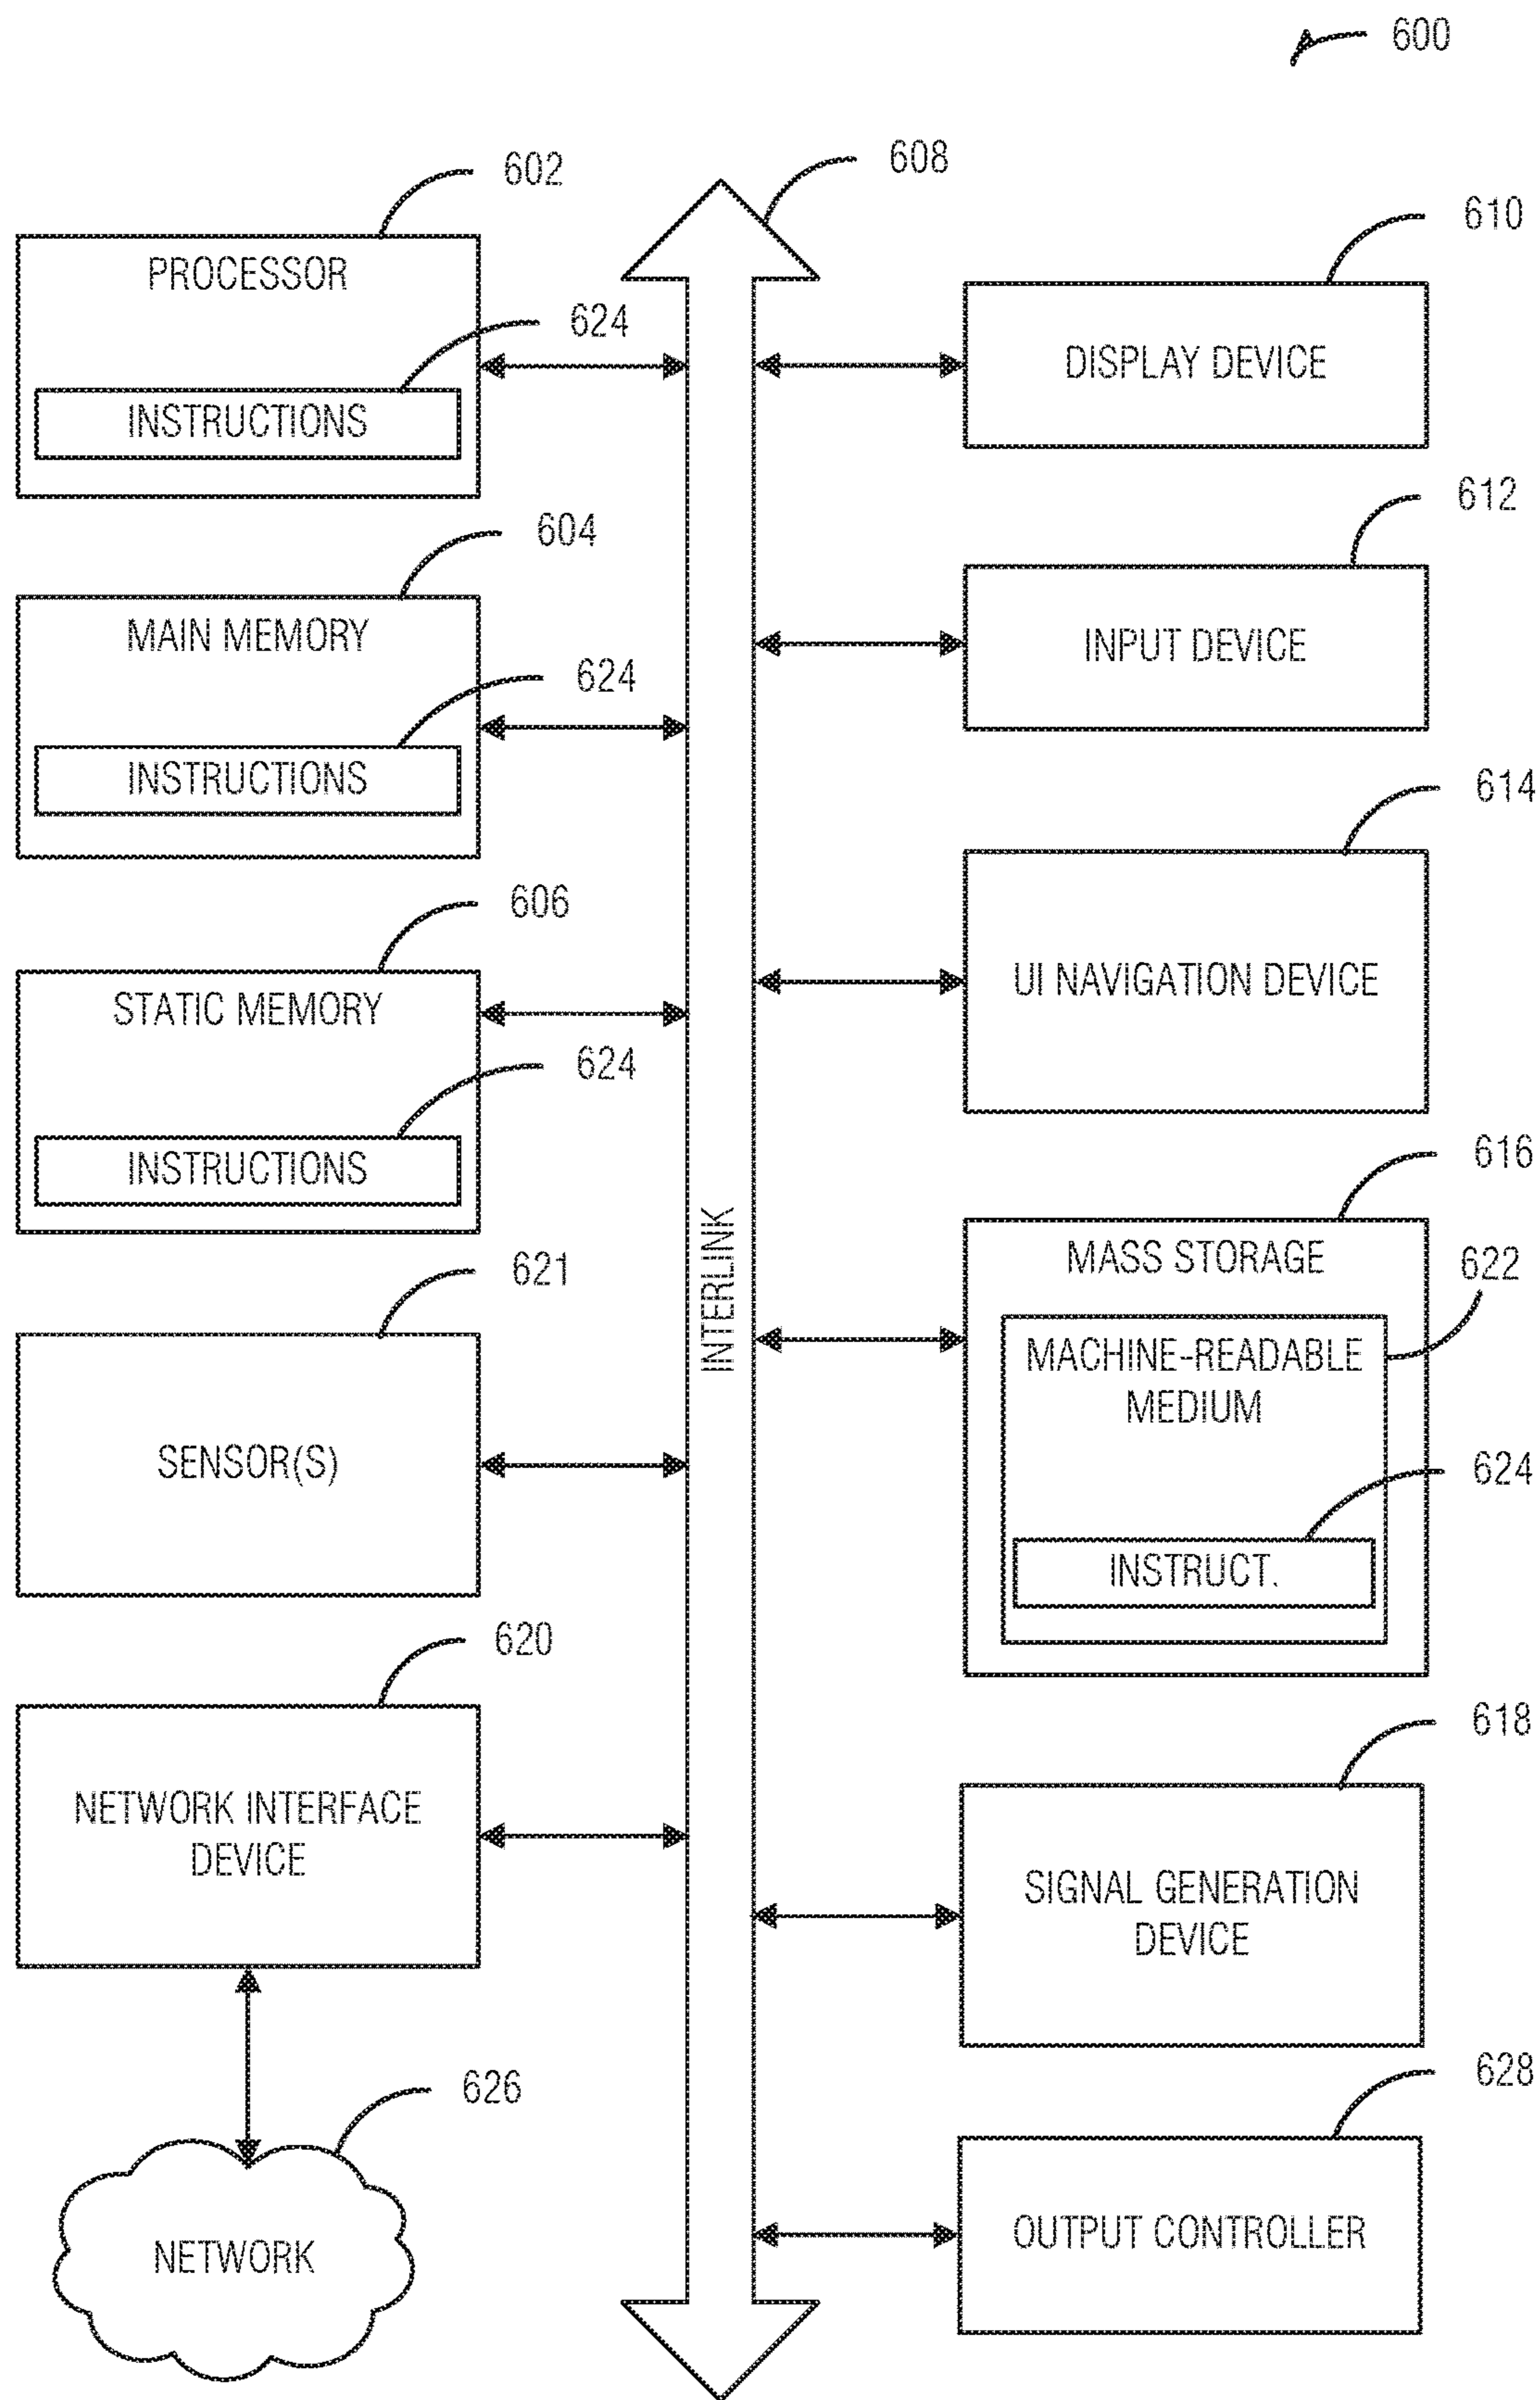 600
602
608
610
PROCESSOR
624
INSTRUCTIONS
DISPLAY DEVICE
604
612
MAIN MEMORY
624
INSTRUCTIONS
INPUT DEVICE
606
614
STATIC MEMORY
624
INSTRUCTIONS
UI NAVIGATION DEVICE
INTERLINK
621
SENSOR(S)
616
MASS STORAGE
622
MACHINE-READABLE
MEDIUM
624
INSTRUCT.
620
NETWORK INTERFACE
DEVICE
618
SIGNAL GENERATION
DEVICE
626
NETWORK
628
OUTPUT CONTROLLER